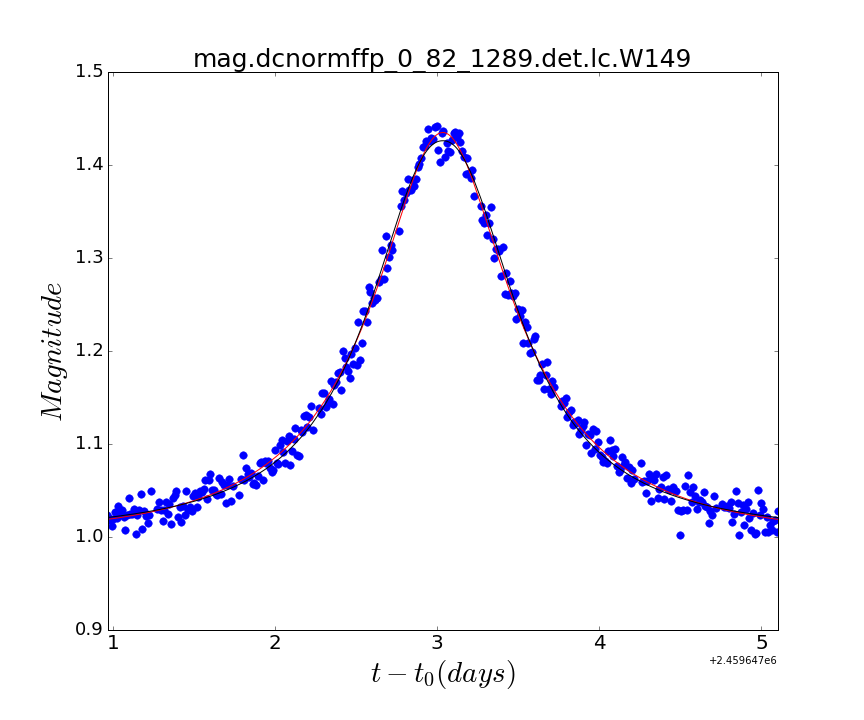 mag.dcnormffp_0_82_1289.det.lc.W149
1.5
1.4
1.3
1.2
1.1
1.0
0.9
Magnitude
1 2 3 4 5
+2.459647e6
t − t₀(days)